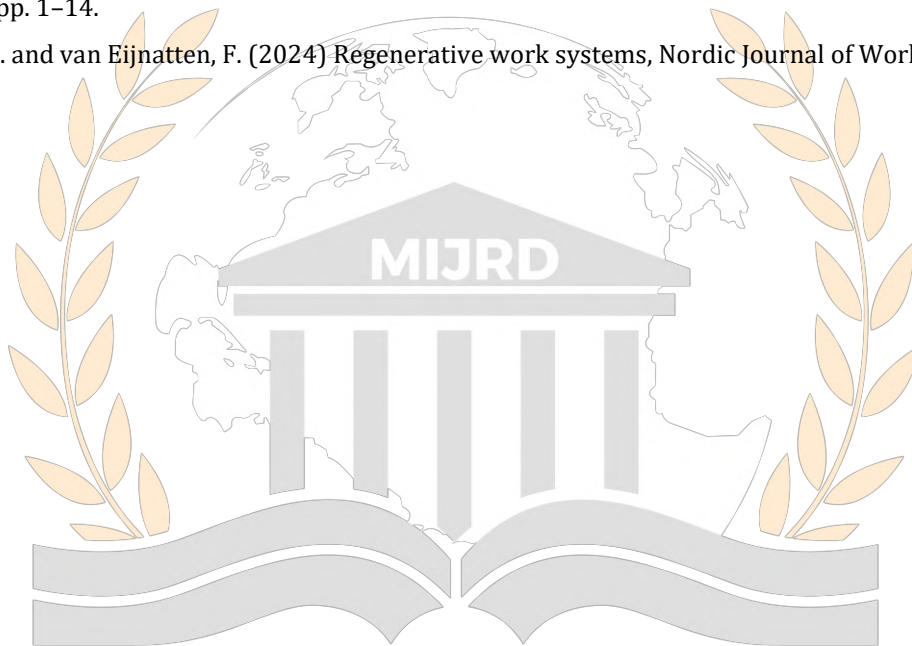 pp. 1–14.
. and van Eijnatten, F. (2024) Regenerative work systems, Nordic Journal of Worl
MIJRD